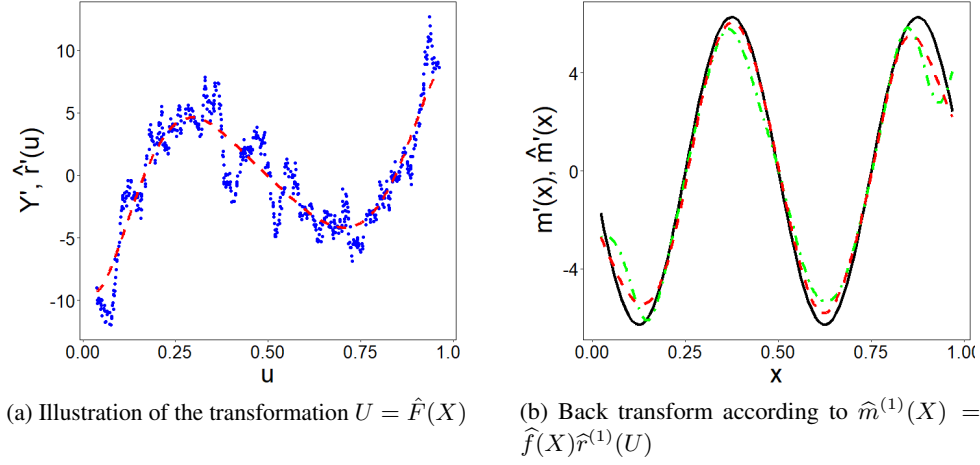 Y', r̂'(u)
10
5
0
-5
-10
0.00
0.25
0.50
0.75
1.0
u
(a) Illustration of the transformation U = F̂(X)
m'(x), m̂'(x)
4
0
-4
0.00
0.25
0.50
0.75
1.00
x
(b) Back transform according to m̂⁽¹⁾(X) =
f̂(X)r̂⁽¹⁾(U)